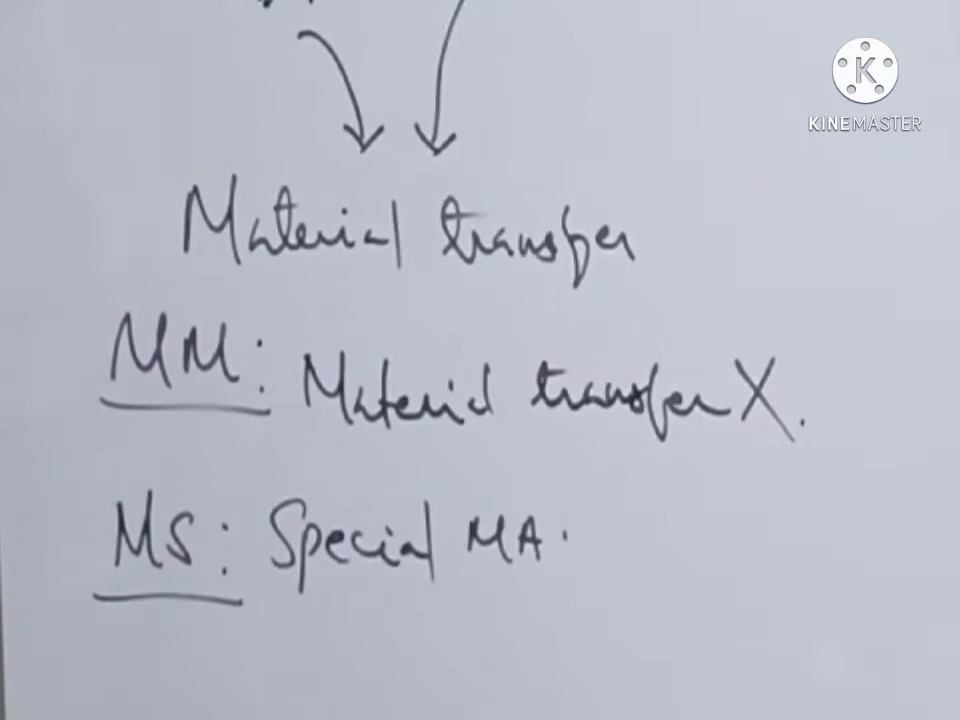 KINEMASTER
Material transfer
MM: Material transfer X.
MS: Special MA.